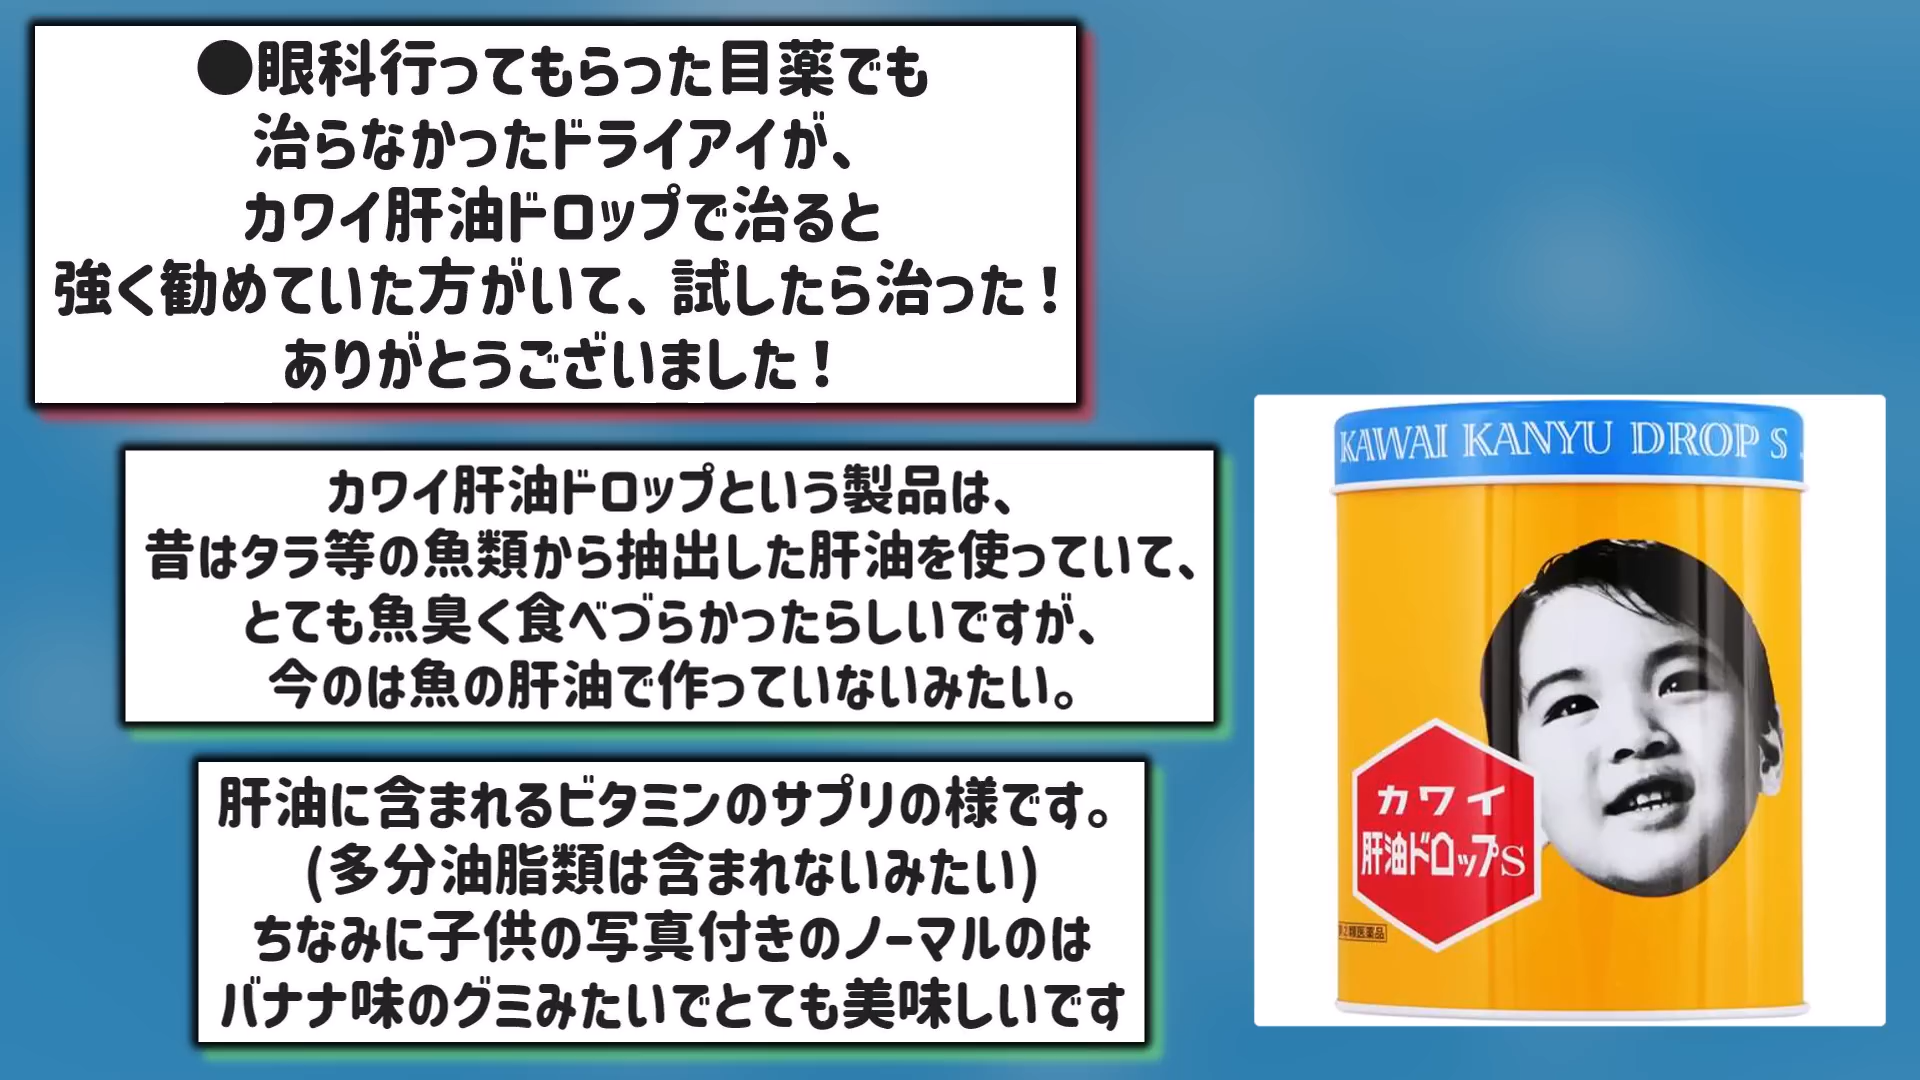 ●眼科行ってもらった目薬でも
治らなかったドライアイが、
カワイ肝油ドロップで治ると
強く勧めていた方がいて、試したら治った！
ありがとうございました！
カワイ肝油ドロップという製品は、
昔はタラ等の魚類から抽出した肝油を使っていて、
とても魚臭く食べづらかったらしいですが、
今のは魚の肝油で作っていないみたい。
肝油に含まれるビタミンのサプリの様です。
(多分油脂類は含まれないみたい)
ちなみに子供の写真付きのノーマルのは
バナナ味のグミみたいでとても美味しいです
KAWAI KANYU DROP S
カワイ
肝油ドロップS
2類医薬品